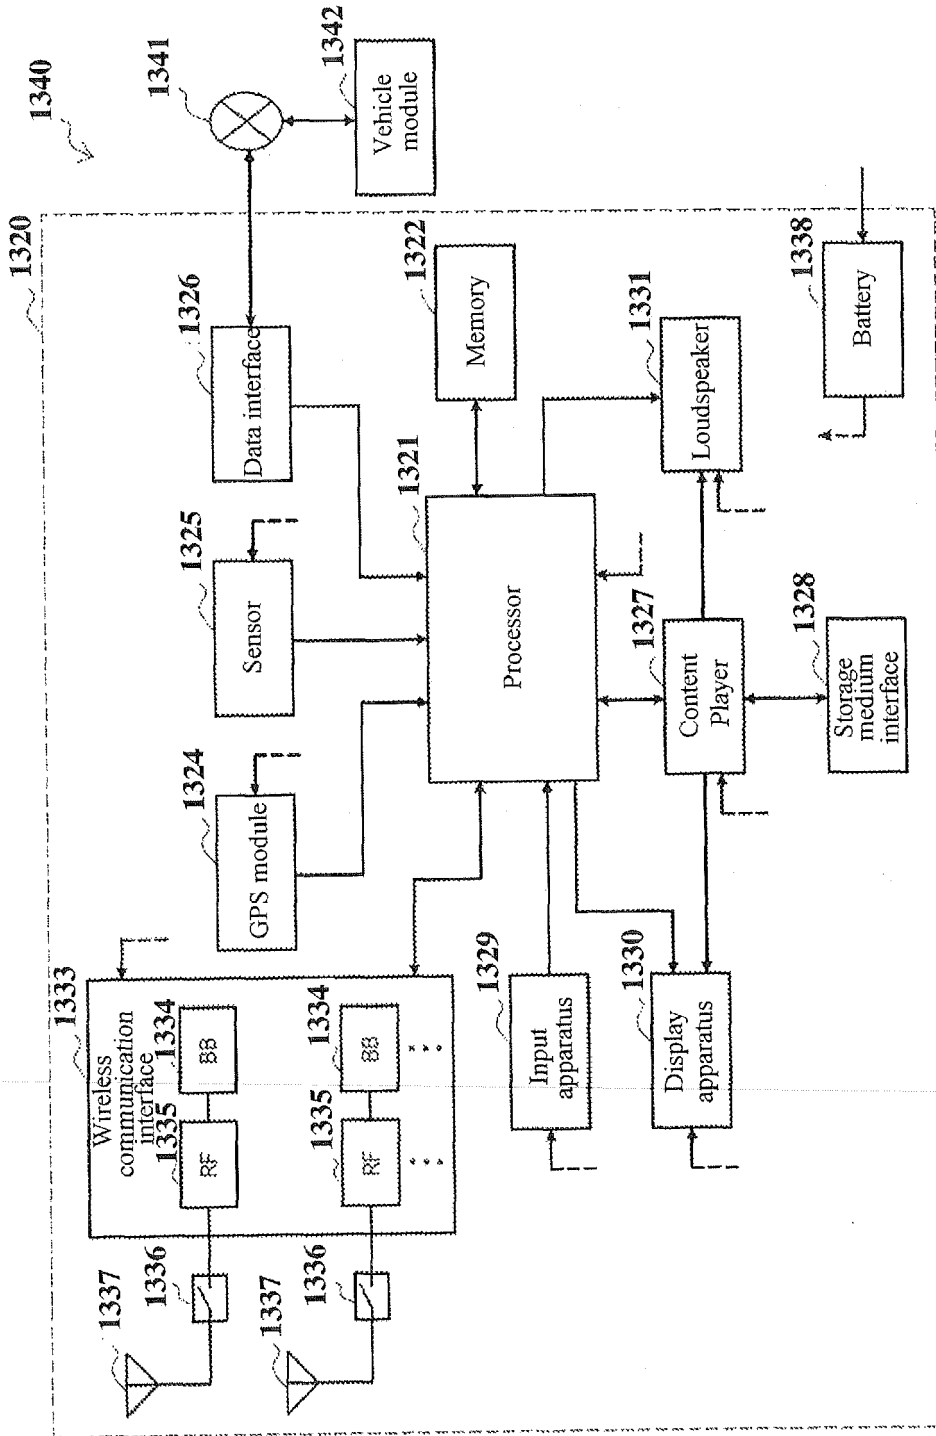 1340
1320
1341
1342
Vehicle
module
1333
Wireless
communication
interface
1337
1336
1335
RF
1334
BB
1337
1336
1335
RF
1334
BB
1324
GPS module
1325
Sensor
1326
Data interface
1321
Processor
1322
Memory
1329
Input
apparatus
1330
Display
apparatus
1327
Content
Player
1331
Loudspeaker
1328
Storage
medium
interface
1338
Battery